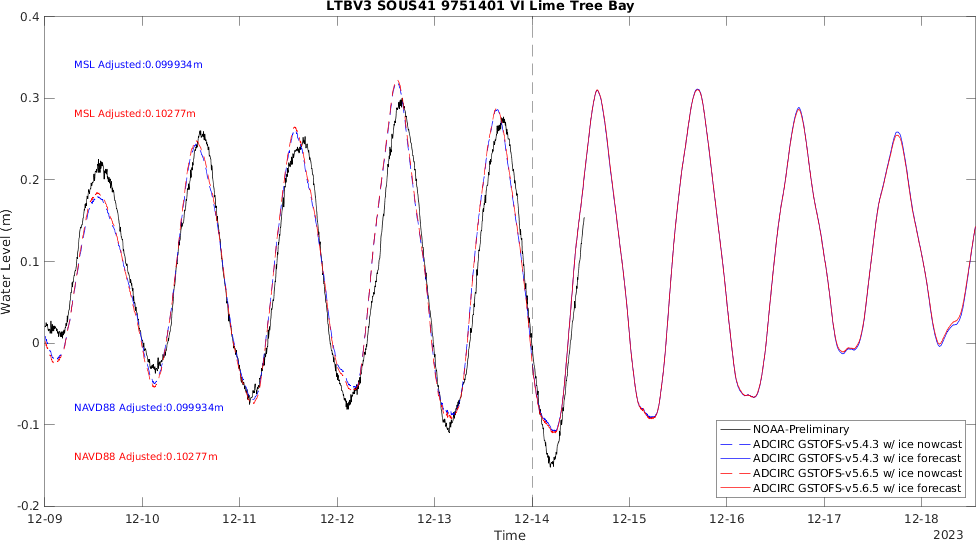 LTBV3 SOUS41 9751401 VI Lime Tree Bay
0.4
MSL Adjusted:0.099934m
0.3
MSL Adjusted:0.10277m
0.2
0.1
Water Level (m)
0
NAVD88 Adjusted:0.099934m
-0.1
NAVD88 Adjusted:0.10277m
-0.2
NOAA-Preliminary
ADCIRC GSTOFS-v5.4.3 w/ ice nowcast
ADCIRC GSTOFS-v5.4.3 w/ ice forecast
ADCIRC GSTOFS-v5.6.5 w/ ice nowcast
ADCIRC GSTOFS-v5.6.5 w/ ice forecast
12-09 12-10 12-11 12-12 12-13 12-14 12-15 12-16 12-17 12-18
Time
2023